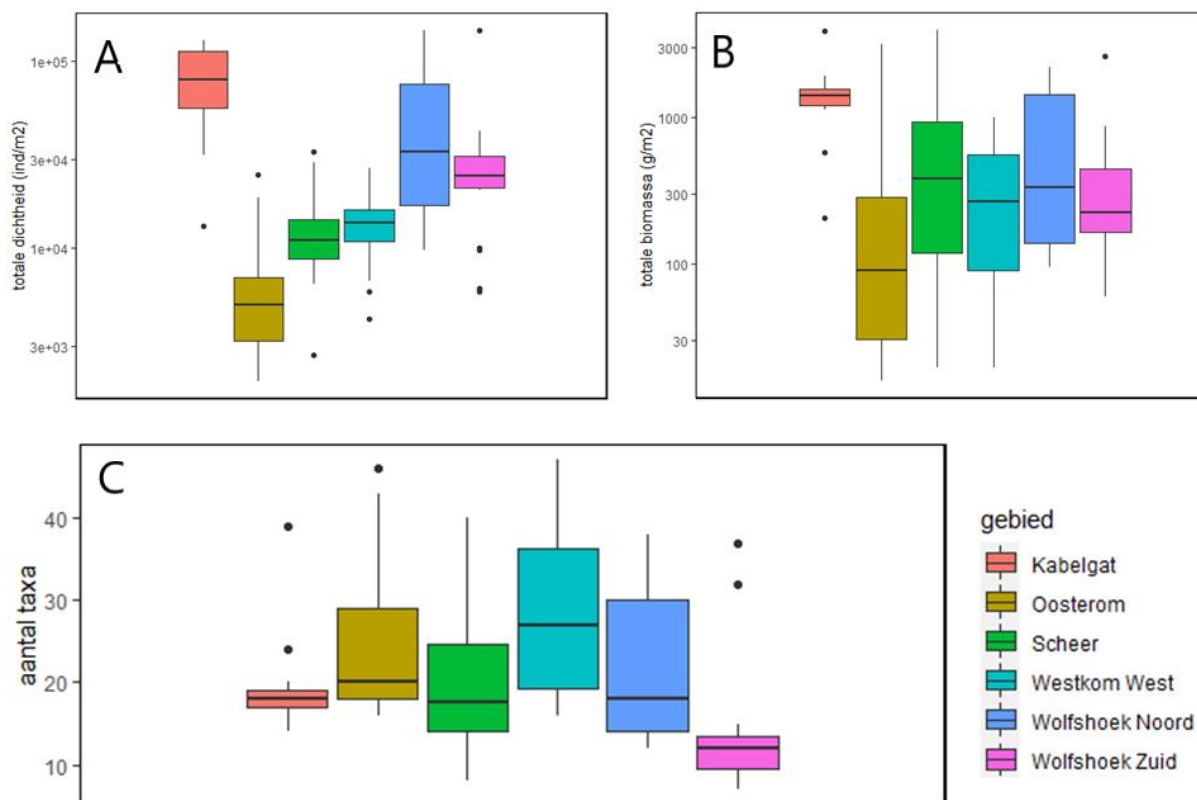 A
totale dichtheid (ind/m2)
1e+05
3e+04
1e+04
3e+03
B
totale biomassa (g/m2)
3000
1000
300
100
30
C
aantal taxa
40
30
20
10
gebied
Kabelgat
Oosterom
Scheer
Westkom West
Wolfshoek Noord
Wolfshoek Zuid